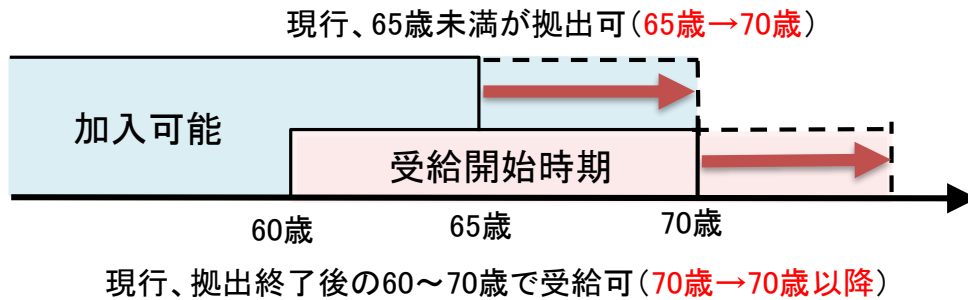 現行、65歳未満が拠出可（65歳→70歳）
加入可能
受給開始時期
60歳
65歳
70歳
現行、拠出終了後の60～70歳で受給可（70歳→70歳以降）